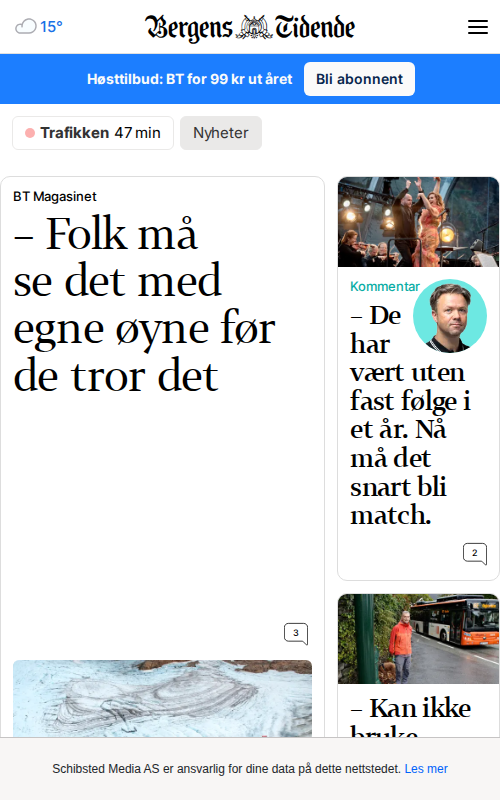 15°
Bergens Tidende
Høsttilbud: BT for 99 kr ut året
Bli abonnent
Trafikken 47 min
Nyheter
BT Magasinet
– Folk må
se det med
egne øyne før
de tror det
3
Kommentar
– De
har
vært uten
fast følge i
et år. Nå
må det
snart bli
match.
2
– Kan ikke
bruke
Schibsted Media AS er ansvarlig for dine data på dette nettstedet. Les mer